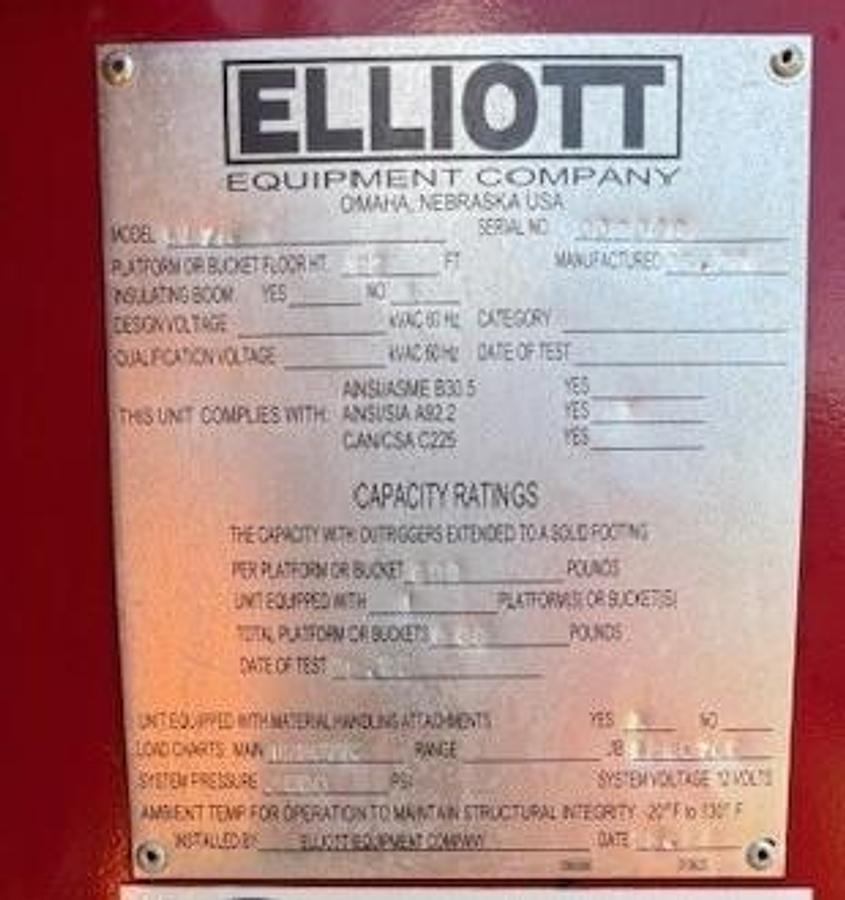 ELLIOTT
EQUIPMENT COMPANY
OMAHA, NEBRASKA USA
MODEL SERIAL NO
PLATFORM OR BUCKET FLOOR HT. FT MANUFACTURED
INSULATING BOOM: YES NO
DESIGN VOLTAGE kVAC 60 Hz CATEGORY
QUALIFICATION VOLTAGE kVAC 60 Hz DATE OF TEST
AINSI/ASME B30.5 YES
THIS UNIT COMPLIES WITH: AINSI/SIA A92.2 YES
CAN/CSA C225 YES
CAPACITY RATINGS
THE CAPACITY WITH OUTRIGGERS EXTENDED TO A SOLID FOOTING
PER PLATFORM OR BUCKET POUNDS
UNIT EQUIPPED WITH PLATFORM(S) OR BUCKET(S)
TOTAL PLATFORM OR BUCKETS POUNDS
DATE OF TEST
UNIT EQUIPPED WITH MATERIAL HANDLING ATTACHMENTS YES NO
LOAD CHARTS: MAIN RANGE JIB
SYSTEM PRESSURE PSI SYSTEM VOLTAGE 12 VOLTS
AMBIENT TEMP FOR OPERATION TO MAINTAIN STRUCTURAL INTEGRITY -20° F to 130° F
INSTALLED BY ELLIOTT EQUIPMENT COMPANY DATE